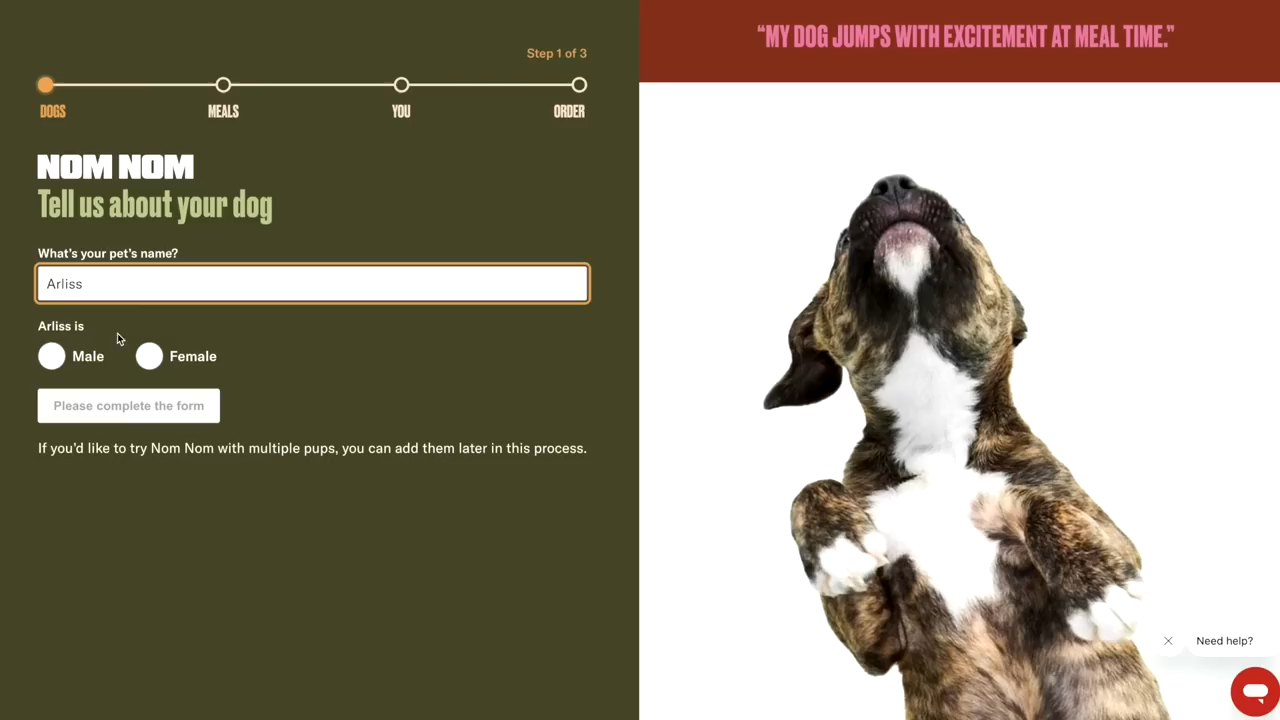 Step 1 of 3
DOGS MEALS YOU ORDER
NOM NOM
Tell us about your dog
What's your pet's name?
Arliss
Arliss is
Male Female
Please complete the form
If you'd like to try Nom Nom with multiple pups, you can add them later in this process.
“MY DOG JUMPS WITH EXCITEMENT AT MEAL TIME.”
Need help?